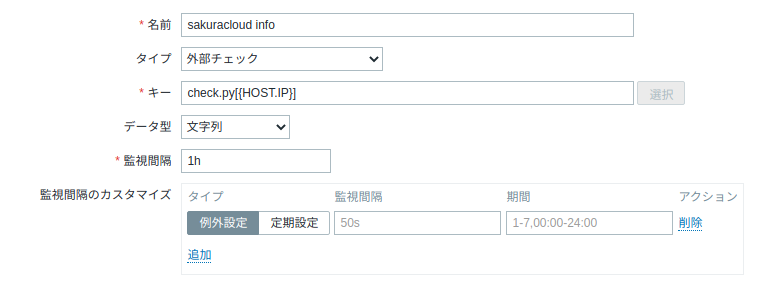 * 名前 sakuracloud info
タイプ 外部チェック
* キー check.py[{HOST.IP}] 選択
データ型 文字列
* 監視間隔 1h
監視間隔のカスタマイズ タイプ 監視間隔 期間 アクション
例外設定 定期設定 50s 1-7,00:00-24:00 削除
追加